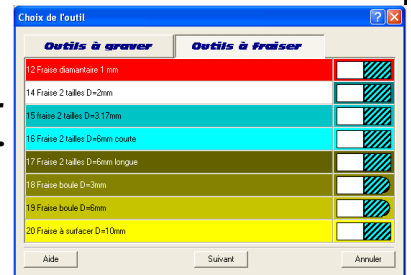 Choix de l'outil
Outils à graver Outils à fraiser
12 Fraise diamantaire 1 mm
14 Fraise 2 tailles D=2mm
15 fraise 2 tailles D=3.17mm
16 Fraise 2 tailles D=6mm courte
17 Fraise 2 tailles D=6mm longue
18 Fraise boule D=3mm
19 Fraise boule D=6mm
20 Fraise à surfacer D=10mm
Aide Suivant Annuler